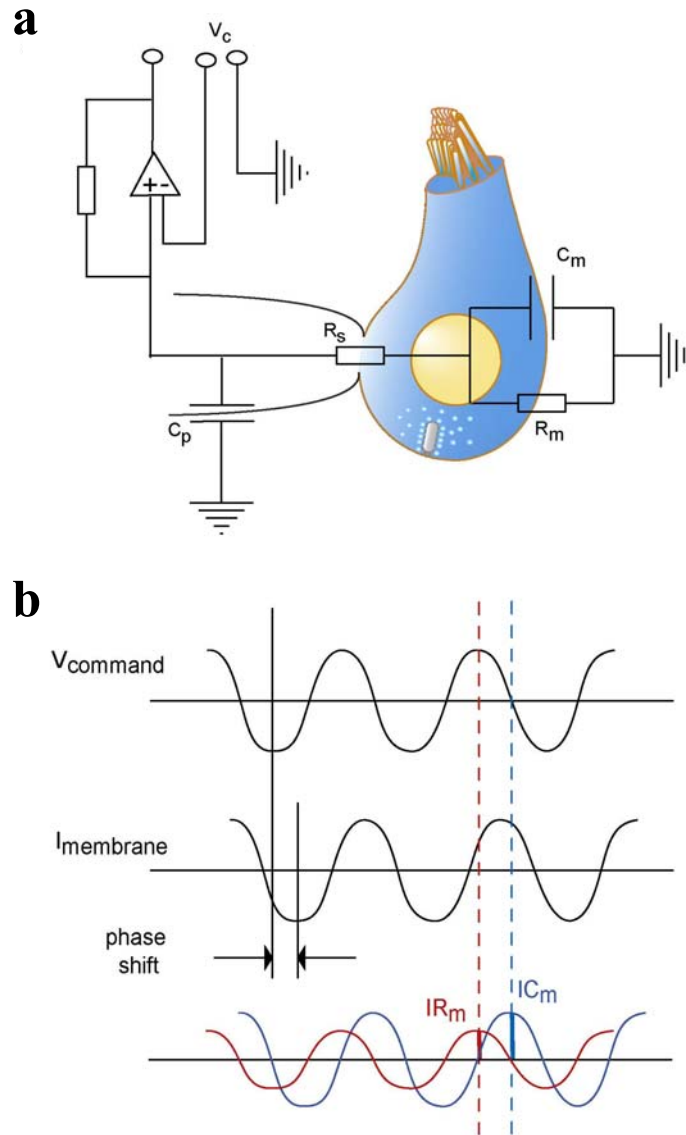 a
Vc
+-
Cm
Rs
Rm
Cp
b
Vcommand
Imembrane
phase
shift
IRm
ICm